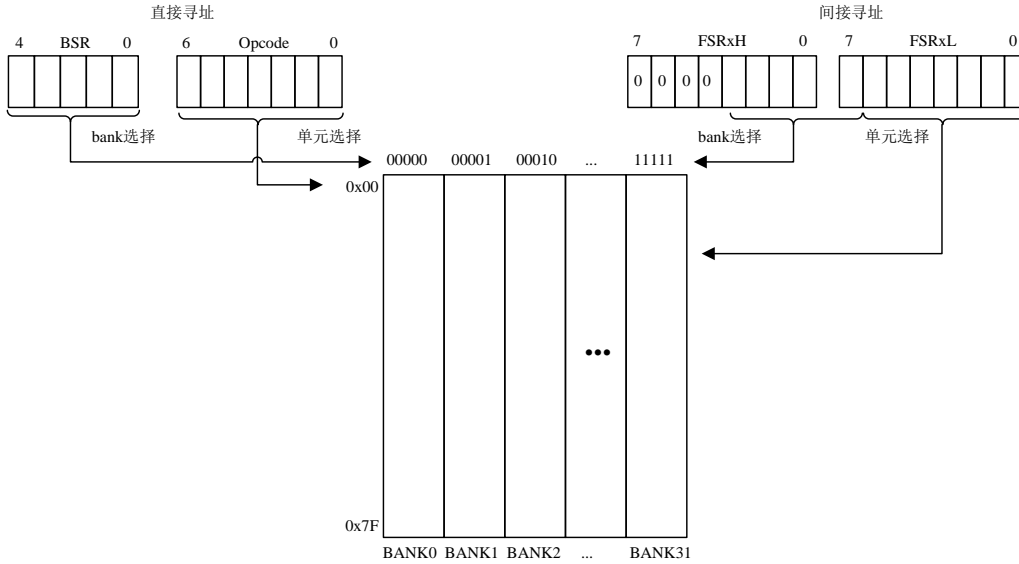 直接寻址
间接寻址
4 BSR 0
6 Opcode 0
7 FSRxH 0
7 FSRxL 0
0 0 0 0
bank选择
单元选择
bank选择
单元选择
00000 00001 00010 ... 11111
0x00
0x7F
BANK0 BANK1 BANK2 ... BANK31